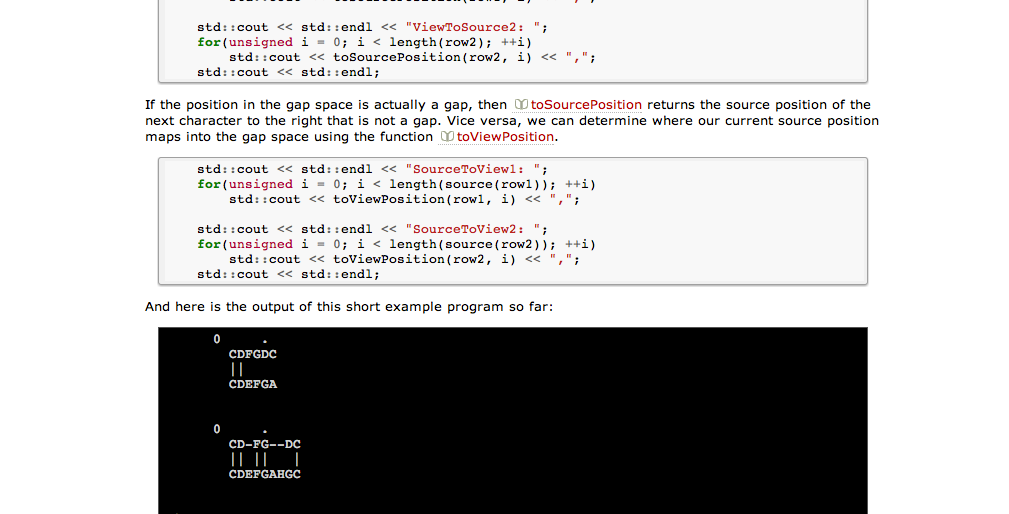 std::cout << std::endl << "ViewToSource2: ";
for(unsigned i = 0; i < length(row2); ++i)
    std::cout << toSourcePosition(row2, i) << ",";
std::cout << std::endl;
If the position in the gap space is actually a gap, then toSourcePosition returns the source position of the
next character to the right that is not a gap. Vice versa, we can determine where our current source position
maps into the gap space using the function toViewPosition.
std::cout << std::endl << "SourceToView1: ";
for(unsigned i = 0; i < length(source(row1)); ++i)
    std::cout << toViewPosition(row1, i) << ",";
std::cout << std::endl << "SourceToView2: ";
for(unsigned i = 0; i < length(source(row2)); ++i)
    std::cout << toViewPosition(row2, i) << ",";
std::cout << std::endl;
And here is the output of this short example program so far:
0     .
  CDFGDC
  ||
  CDEFGA
0     .
  CD-FG--DC
  || ||   |
  CDEFGAHGC